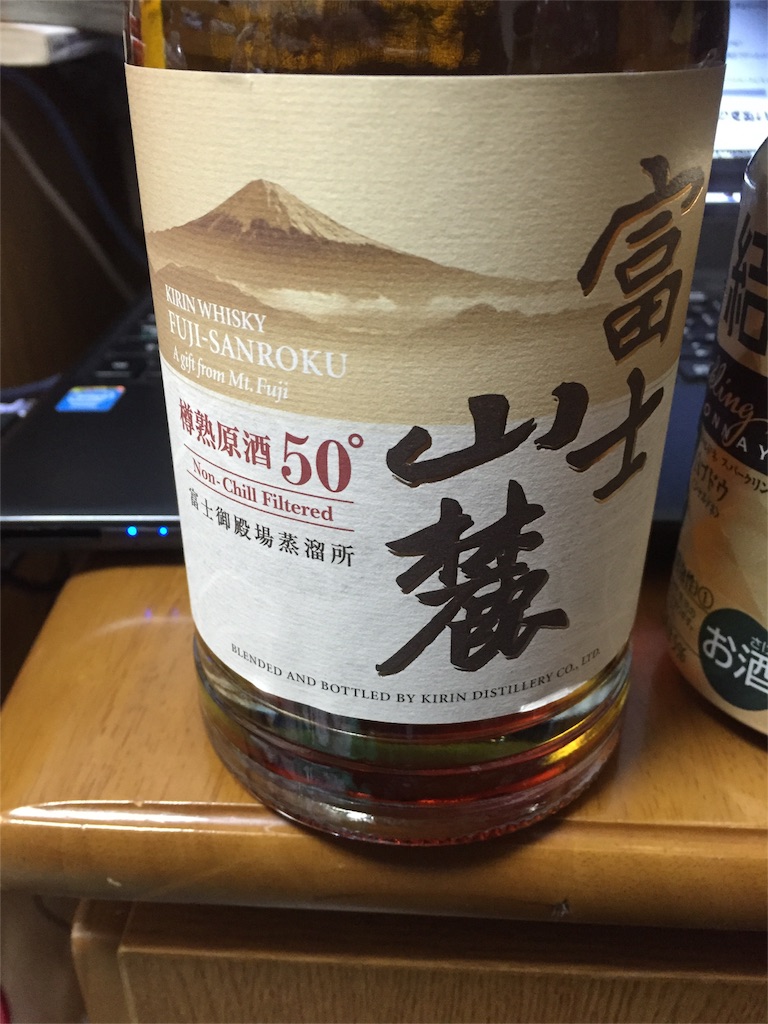 KIRIN WHISKY
FUJI-SANROKU
A gift from Mt. Fuji
樽熟原酒 50°
Non-Chill Filtered
富士御殿場蒸溜所
富士
山麓
BLENDED AND BOTTLED BY KIRIN DISTILLERY CO., LTD.
結
お酒